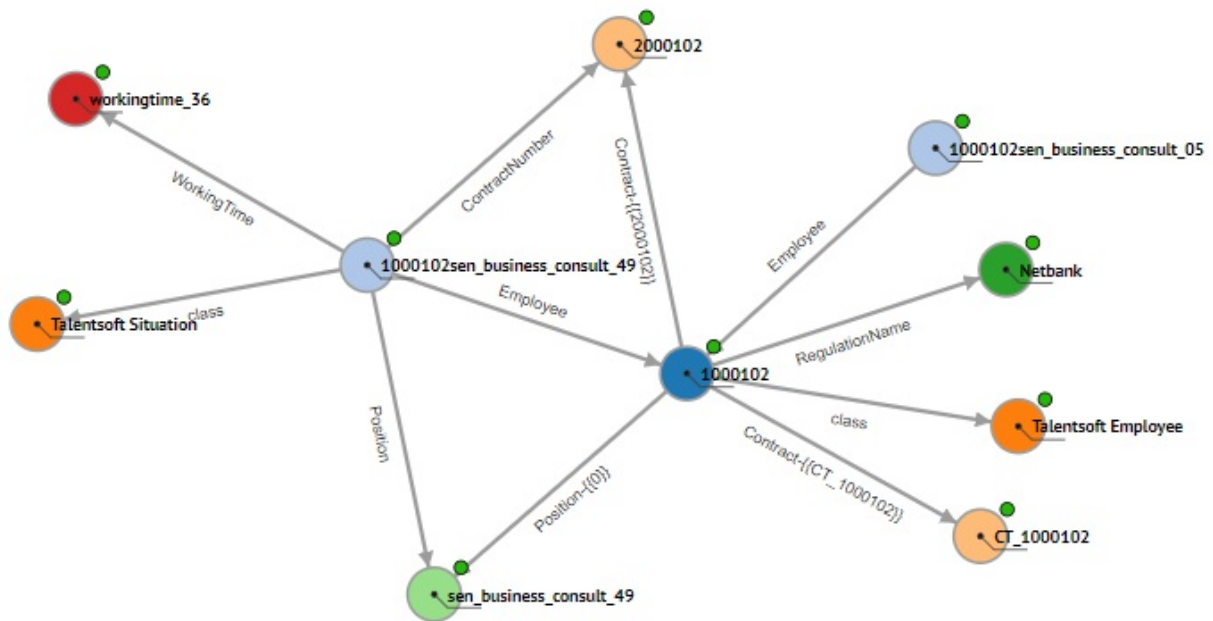 2000102
workingtime_36
1000102sen_business_consult_05
ContractNumber
Contract-{{2000102}}
WorkingTime
Employee
1000102sen_business_consult_49
Netbank
Employee
class
Talentsoft Situation
RegulationName
1000102
class
Talentsoft Employee
Position
Contract-{{CT_1000102}}
Position-{{0}}
CT_1000102
sen_business_consult_49